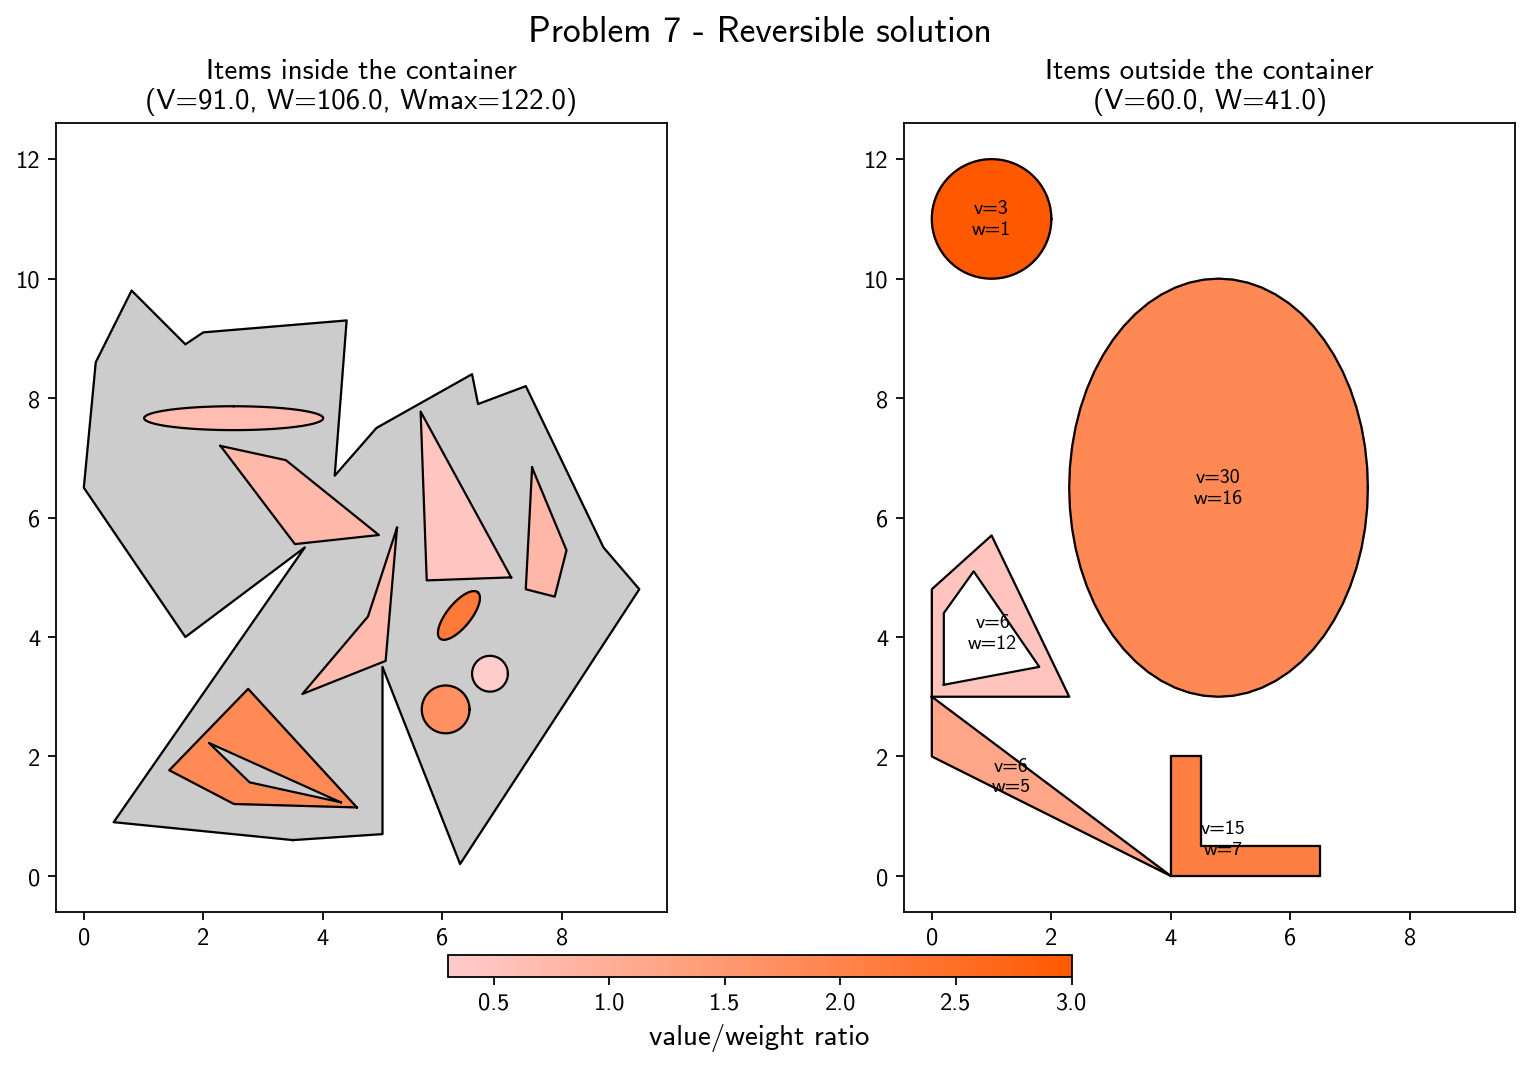 Problem 7 - Reversible solution
Items inside the container
(V=91.0, W=106.0, Wmax=122.0)
12
10
8
6
4
2
0
0 2 4 6 8
Items outside the container
(V=60.0, W=41.0)
12
10
8
6
4
2
0
v=3
w=1
v=30
w=16
v=6
w=12
v=6
w=5
v=15
w=7
0 2 4 6 8
0.5 1.0 1.5 2.0 2.5 3.0
value/weight ratio